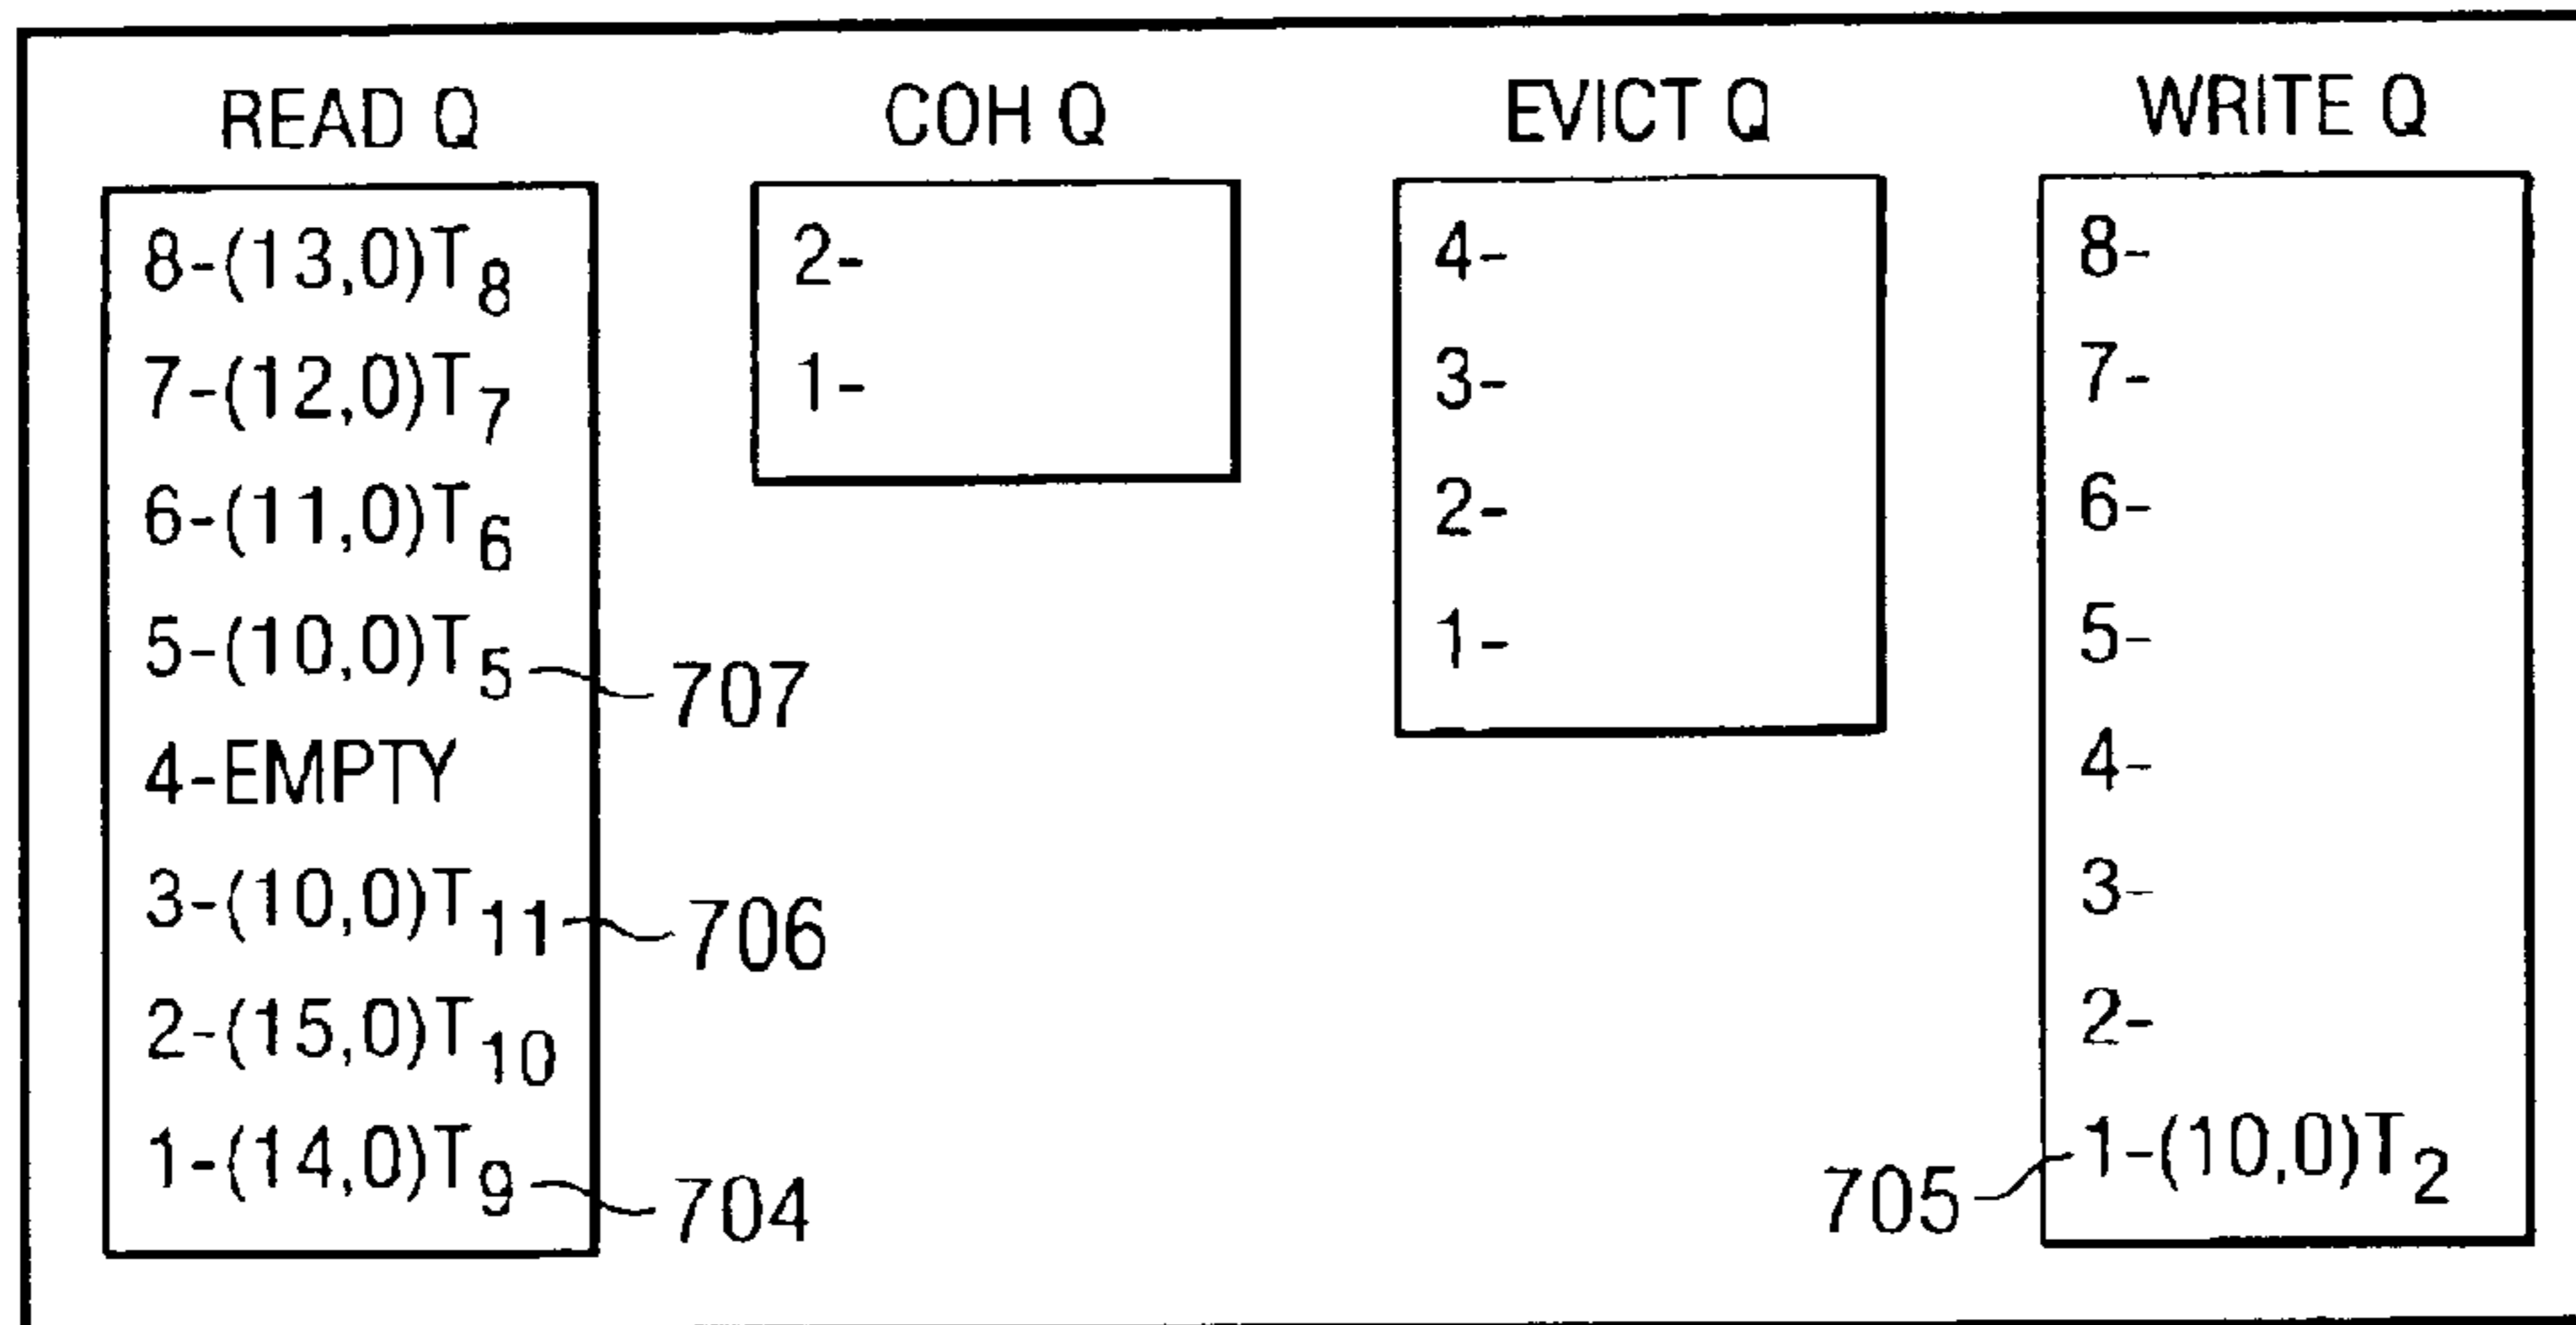 READ Q
8-(13,0)T8
7-(12,0)T7
6-(11,0)T6
5-(10,0)T5
707
4-EMPTY
3-(10,0)T11
706
2-(15,0)T10
1-(14,0)T9
704
COH Q
2-
1-
EVICT Q
4-
3-
2-
1-
WRITE Q
8-
7-
6-
5-
4-
3-
2-
705
1-(10,0)T2